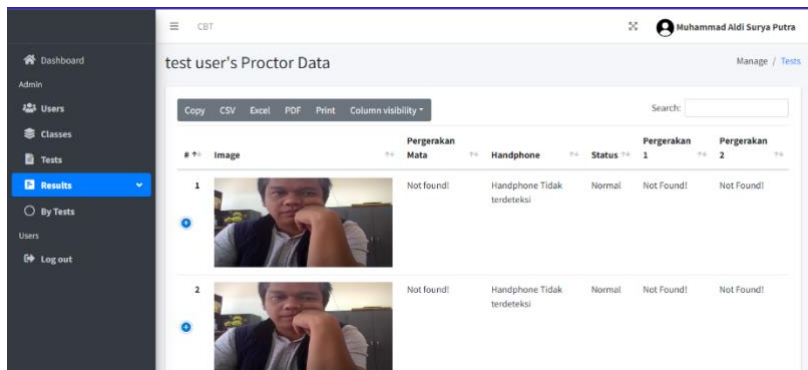 CBT
Muhammad Aldi Surya Putra
Dashboard
Admin
Users
Classes
Tests
Results
By Tests
Users
Log out
test user's Proctor Data
Manage / Tests
Copy CSV Excel PDF Print Column visibility
Search:
# Image Pergerakan Mata Handphone Status Pergerakan 1 Pergerakan 2
1 Not found! Handphone Tidak terdeteksi Normal Not Found! Not Found!
2 Not found! Handphone Tidak terdeteksi Normal Not Found! Not Found!